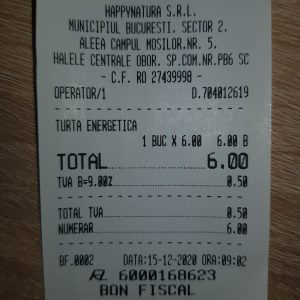 HAPPYNATURA S.R.L.
MUNICIPIUL BUCURESTI, SECTOR 2,
ALEEA CAMPUL MOSILOR,NR. 5,
HALELE CENTRALE OBOR, SP.COM.NR.PB6 SC
- C.F. RO 27439998 -
OPERATOR/1 D.704012619
TURTA ENERGETICA
1 BUC X 6.00 6.00 B
TOTAL 6.00
TVA B=9.00% 0.50
TOTAL TVA 0.50
NUMERAR 6.00
BF.0002 DATA:15-12-2020 ORA:09:02
6000168623
BON FISCAL